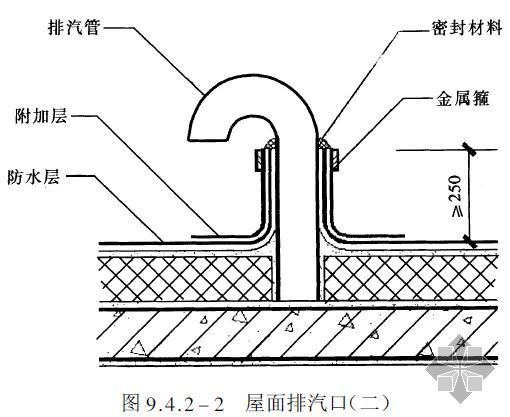 排汽管
密封材料
金属箍
附加层
防水层
≥250
图 9.4.2-2 屋面排汽口(二)